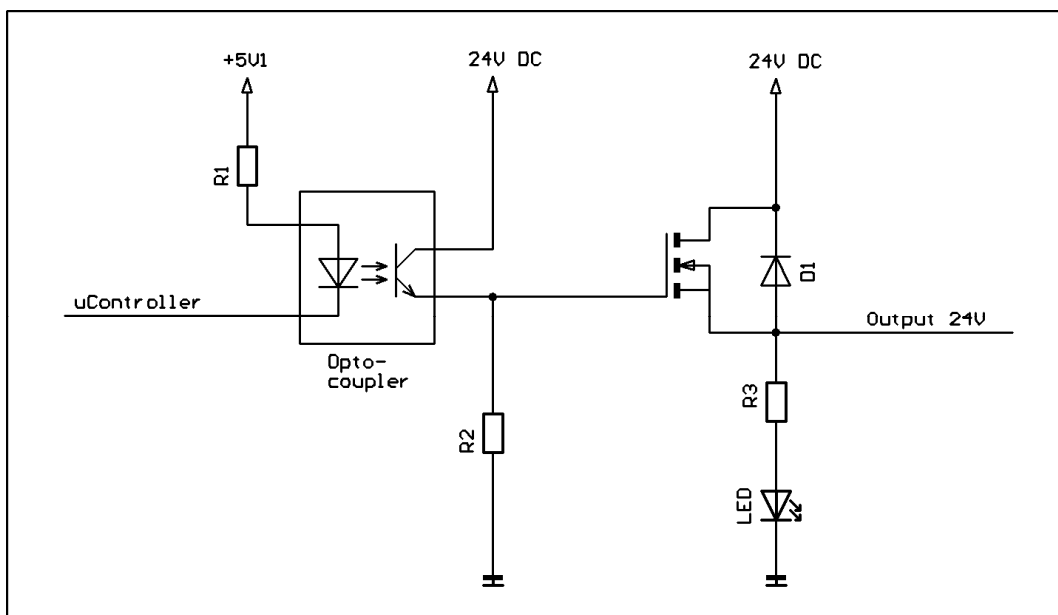 +5V1
24V DC
24V DC
R1
uController
Opto-
coupler
R2
D1
Output 24V
R3
LED